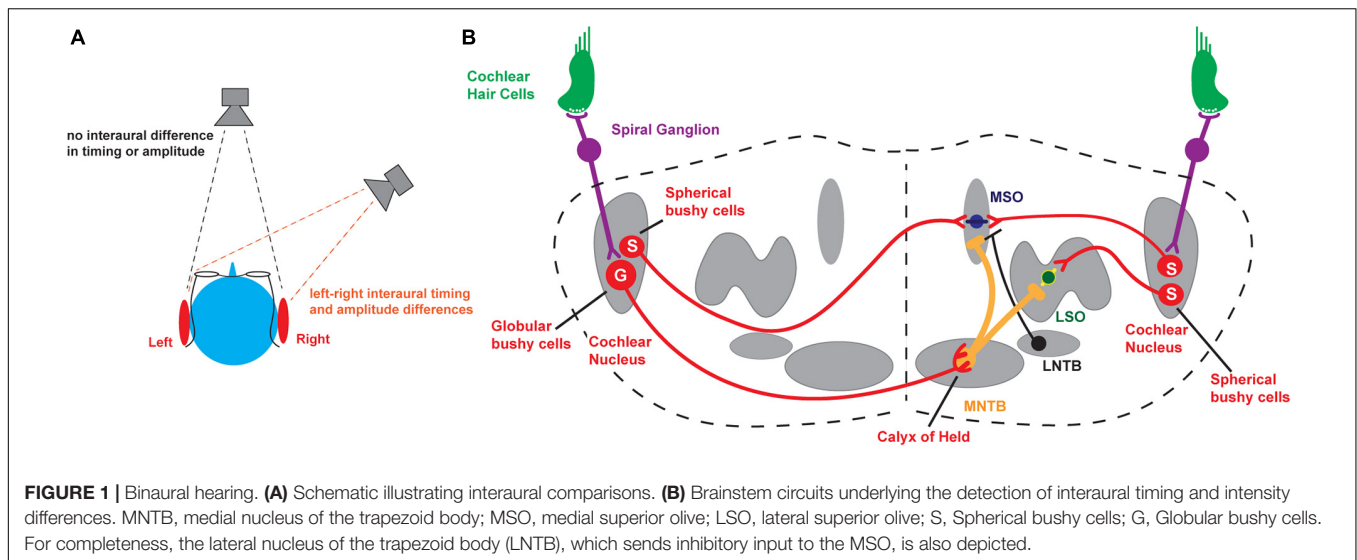 A
no interaural difference
in timing or amplitude
left-right interaural timing
and amplitude differences
Left
Right
B
Cochlear
Hair Cells
Spiral Ganglion
Spherical
bushy cells
S
G
Globular
bushy cells
Cochlear
Nucleus
MSO
LSO
LNTB
MNTB
Calyx of Held
S
S
Cochlear
Nucleus
Spherical
bushy cells
FIGURE 1 | Binaural hearing. (A) Schematic illustrating interaural comparisons. (B) Brainstem circuits underlying the detection of interaural timing and intensity
differences. MNTB, medial nucleus of the trapezoid body; MSO, medial superior olive; LSO, lateral superior olive; S, Spherical bushy cells; G, Globular bushy cells.
For completeness, the lateral nucleus of the trapezoid body (LNTB), which sends inhibitory input to the MSO, is also depicted.